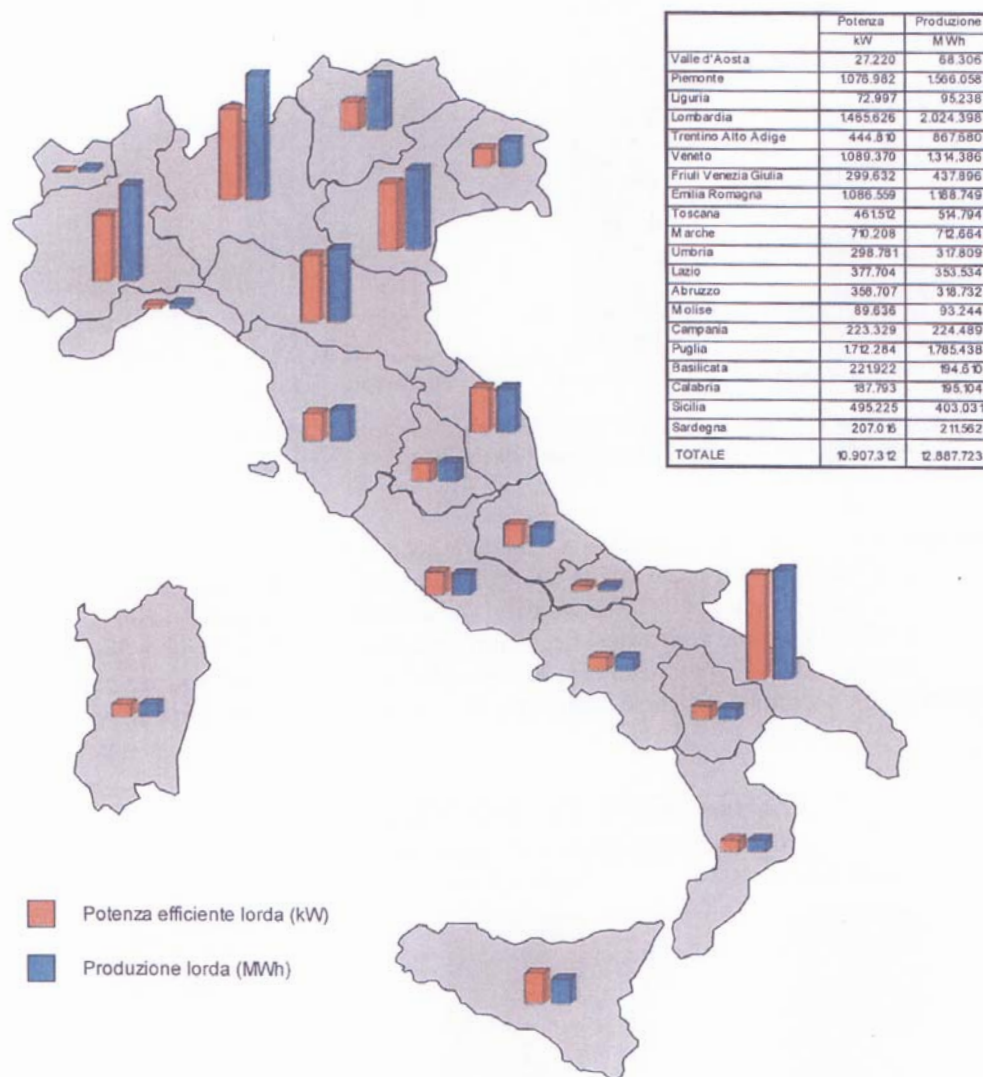 Potenza Produzione
kW MWh
Valle d'Aosta 27.220 68.306
Piemonte 1.076.982 1.566.058
Liguria 72.997 95.238
Lombardia 1.465.626 2.024.398
Trentino Alto Adige 444.810 867.680
Veneto 1.089.370 1.314.386
Friuli Venezia Giulia 299.632 437.896
Emilia Romagna 1.086.559 1.168.749
Toscana 461.512 514.794
Marche 710.208 712.664
Umbria 298.781 317.809
Lazio 377.704 353.534
Abruzzo 358.707 318.732
Molise 89.636 93.244
Campania 223.329 224.489
Puglia 1.712.284 1.785.438
Basilicata 221.922 194.610
Calabria 187.793 195.104
Sicilia 495.225 403.031
Sardegna 207.016 211.562
TOTALE 10.907.312 12.887.723
Potenza efficiente lorda (kW)
Produzione lorda (MWh)